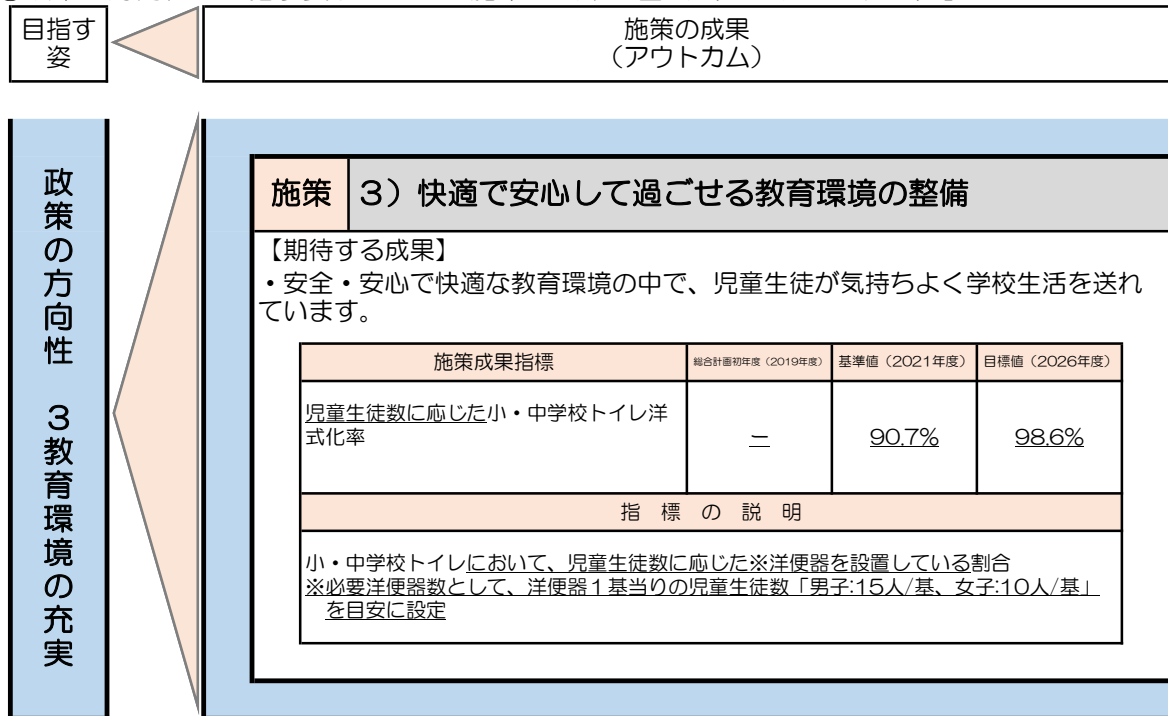 目指す
姿
施策の成果
(アウトカム)
政策の方向性 3教育環境の充実
施策 3)快適で安心して過ごせる教育環境の整備
【期待する成果】
・安全・安心で快適な教育環境の中で、児童生徒が気持ちよく学校生活を送れ
ています。
施策成果指標 総合計画初年度(2019年度) 基準値(2021年度) 目標値(2026年度)
児童生徒数に応じた小・中学校トイレ洋
式化率
ー 90.7% 98.6%
指標の説明
小・中学校トイレにおいて、児童生徒数に応じた※洋便器を設置している割合
※必要洋便器数として、洋便器1基当りの児童生徒数「男子:15人/基、女子:10人/基」
を目安に設定